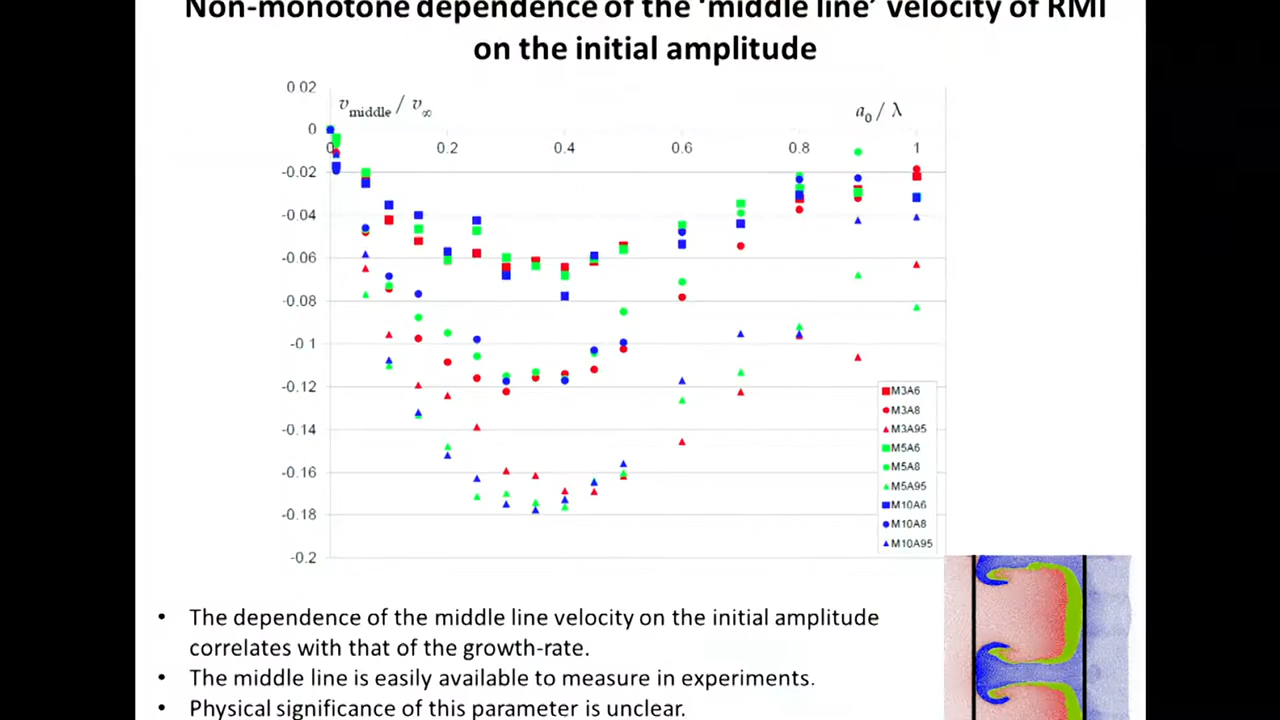 Non-monotone dependence of the ‘middle line’ velocity of RMI
on the initial amplitude
0 02
v middle / v ∞
a0 / λ
0
0 0.2 0.4 0.6 0.8 1
-0.02
-0.04
-0.06
-0.08
-0.1
-0.12
-0.14
-0.16
-0.18
-0.2
M3A6
M3A8
M3A95
M5A6
M5A8
M5A95
M10A6
M10A8
M10A95
• The dependence of the middle line velocity on the initial amplitude
correlates with that of the growth-rate.
• The middle line is easily available to measure in experiments.
• Physical significance of this parameter is unclear.